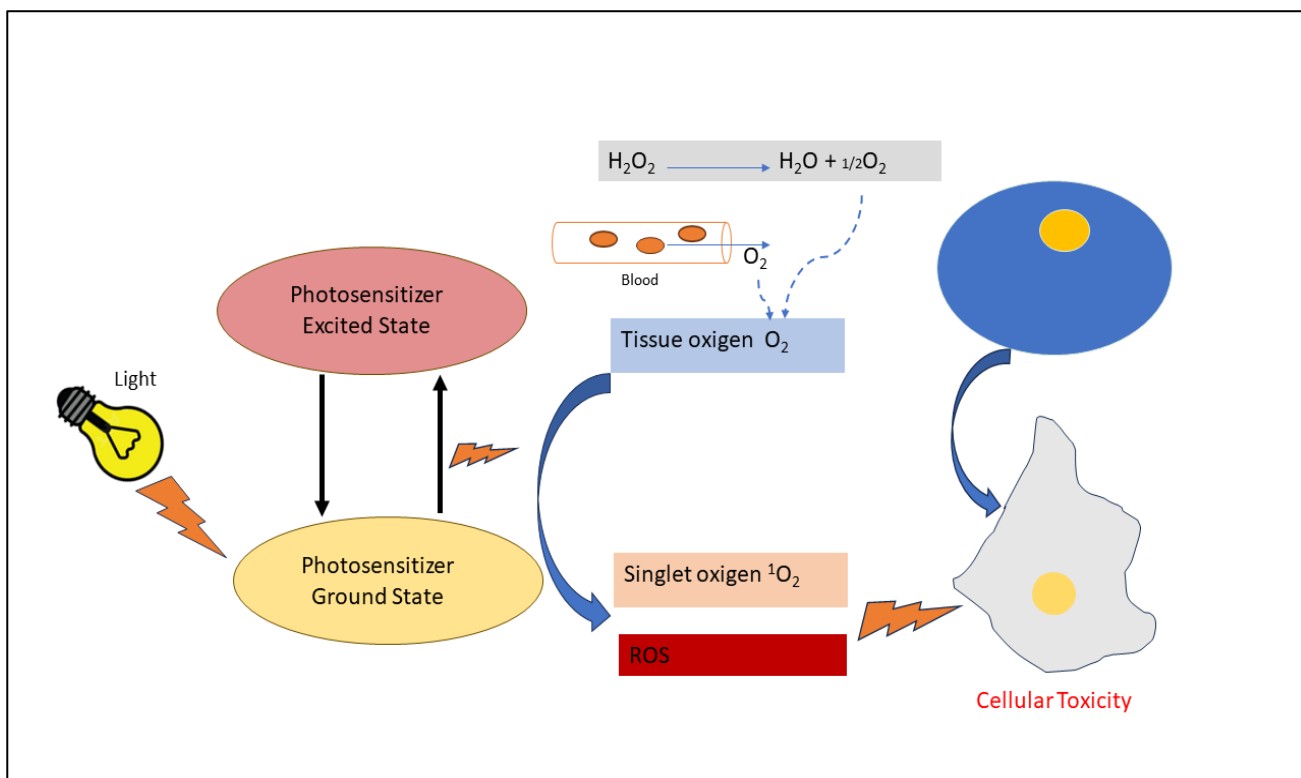 H₂O₂ H₂O + 1/2O₂
O₂
Blood
Photosensitizer
Excited State
Tissue oxigen O₂
Light
Photosensitizer
Ground State
Singlet oxigen ¹O₂
ROS
Cellular Toxicity